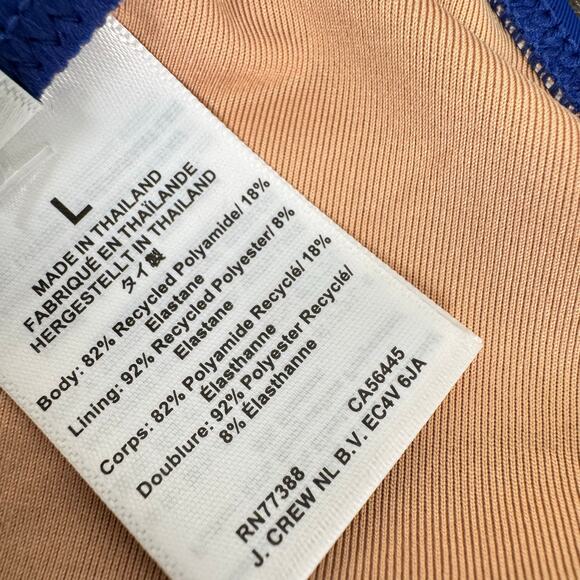 L
MADE IN THAILAND
FABRIQUÉ EN THAÏLANDE
HERGESTELLT IN THAILAND
タイ製
Body: 82% Recycled Polyamide/ 18%
Elastane
Lining: 92% Recycled Polyester/ 8%
Elastane
Corps: 82% Polyamide Recyclé/ 18%
Élasthanne
Doublure: 92% Polyester Recyclé/
8% Élasthanne
RN77388 CA56445
J. CREW NL B.V. EC4V 6JA